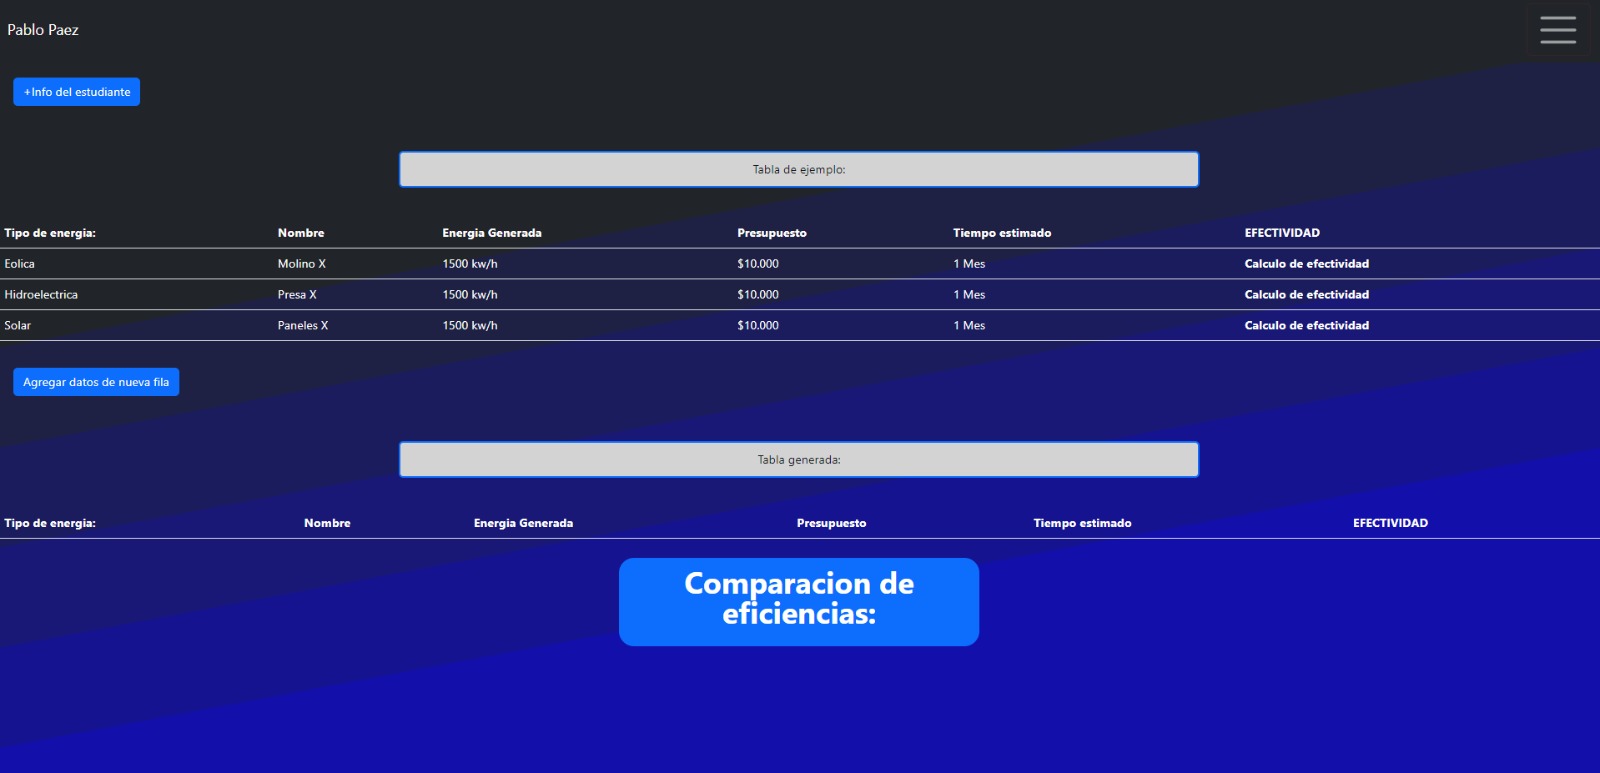 Pablo Paez
+Info del estudiante
Tabla de ejemplo:
Tipo de energia: Nombre Energia Generada Presupuesto Tiempo estimado EFECTIVIDAD
Eolica Molino X 1500 kw/h $10.000 1 Mes Calculo de efectividad
Hidroelectrica Presa X 1500 kw/h $10.000 1 Mes Calculo de efectividad
Solar Paneles X 1500 kw/h $10.000 1 Mes Calculo de efectividad
Agregar datos de nueva fila
Tabla generada:
Tipo de energia: Nombre Energia Generada Presupuesto Tiempo estimado EFECTIVIDAD
Comparacion de
eficiencias: